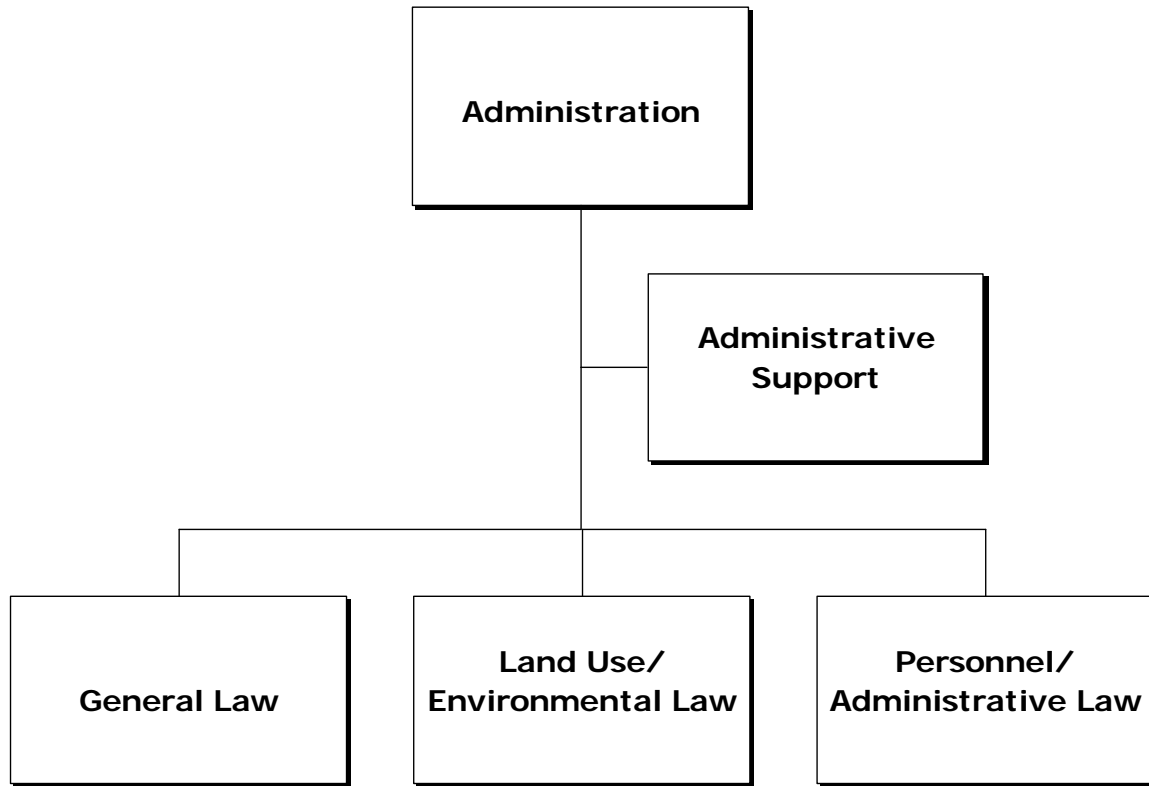 Administration
Administrative
Support
General Law
Land Use/
Environmental Law
Personnel/
Administrative Law